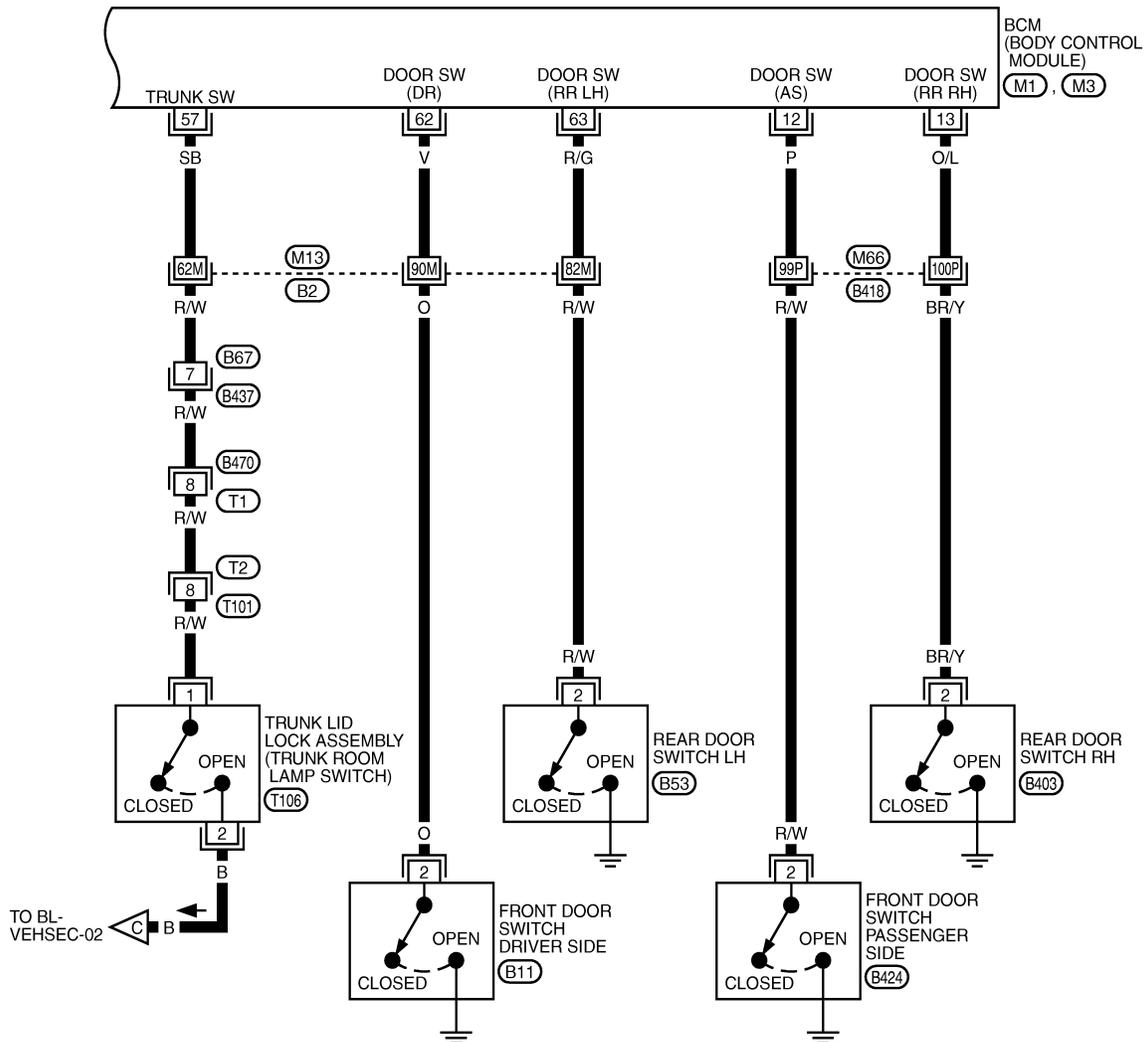 BCM
(BODY CONTROL
MODULE)
M1 , M3
TRUNK SW
DOOR SW
(DR)
DOOR SW
(RR LH)
DOOR SW
(AS)
DOOR SW
(RR RH)
57 62 63 12 13
SB V R/G P O/L
62M M13 90M 82M 99P M66 100P
B2 B418
R/W O R/W R/W BR/Y
B67
7
B437
R/W
B470
8
T1
R/W
T2
8
T101
R/W
R/W BR/Y
1 2 2
TRUNK LID
LOCK ASSEMBLY
(TRUNK ROOM
LAMP SWITCH)
T106
OPEN
CLOSED
2
B
TO BL-
VEHSEC-02
C B
REAR DOOR
SWITCH LH
B53
OPEN
CLOSED
REAR DOOR
SWITCH RH
B403
OPEN
CLOSED
O R/W
2 2
FRONT DOOR
SWITCH
DRIVER SIDE
B11
OPEN
CLOSED
FRONT DOOR
SWITCH
PASSENGER
SIDE
B424
OPEN
CLOSED